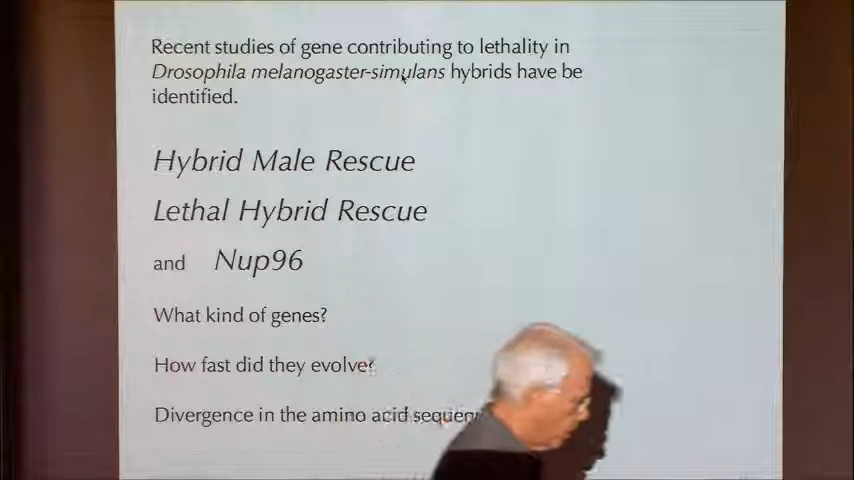 Recent studies of gene contributing to lethality in
Drosophila melanogaster-simulans hybrids have be
identified.
Hybrid Male Rescue
Lethal Hybrid Rescue
and Nup96
What kind of genes?
How fast did they evolve?
Divergence in the amino acid